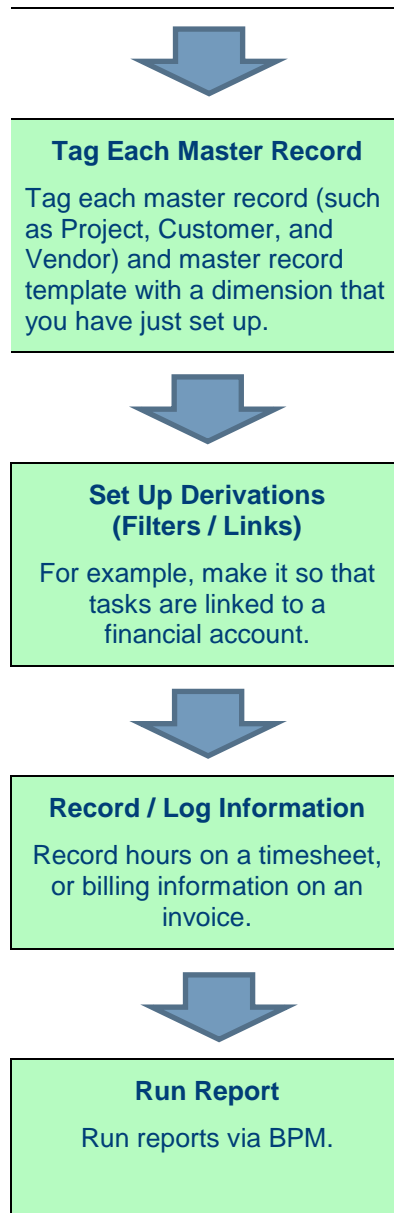 Tag Each Master Record
Tag each master record (such
as Project, Customer, and
Vendor) and master record
template with a dimension that
you have just set up.
Set Up Derivations
(Filters / Links)
For example, make it so that
tasks are linked to a
financial account.
Record / Log Information
Record hours on a timesheet,
or billing information on an
invoice.
Run Report
Run reports via BPM.